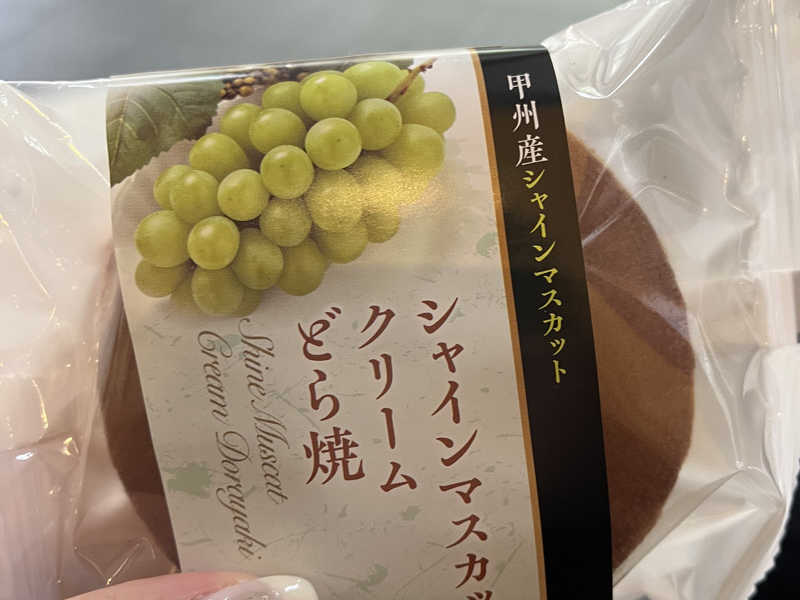 甲州産シャインマスカット
シャインマスカッ
クリーム
どら焼
Shine Muscat
Cream Dorayaki